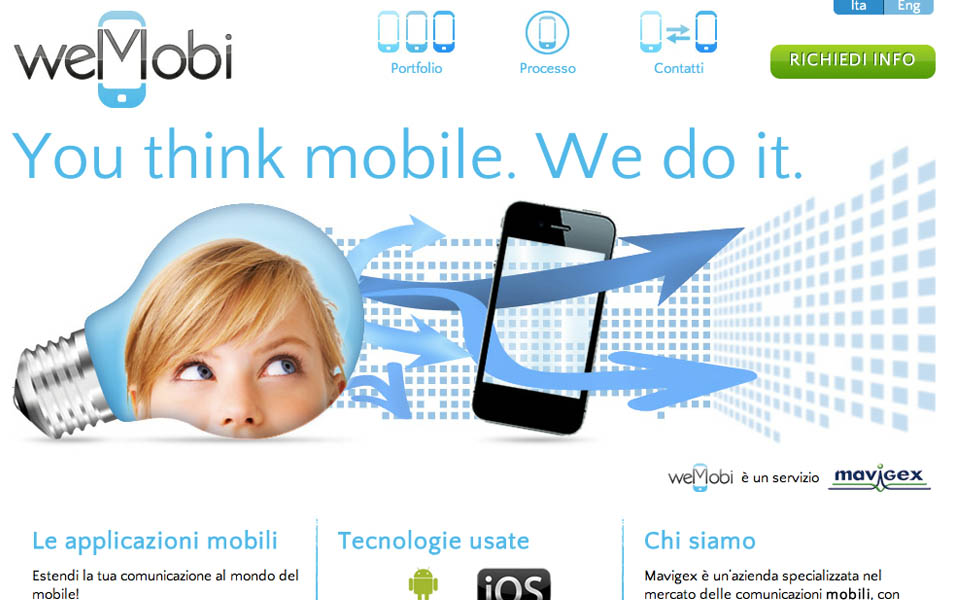 Ita Eng
weMobi
Portfolio Processo Contatti
RICHIEDI INFO
You think mobile. We do it.
weMobi è un servizio mavigex
Le applicazioni mobili
Estendi la tua comunicazione al mondo del
mobile!
Tecnologie usate
iOS
Chi siamo
Mavigex è un'azienda specializzata nel
mercato delle comunicazioni mobili, con